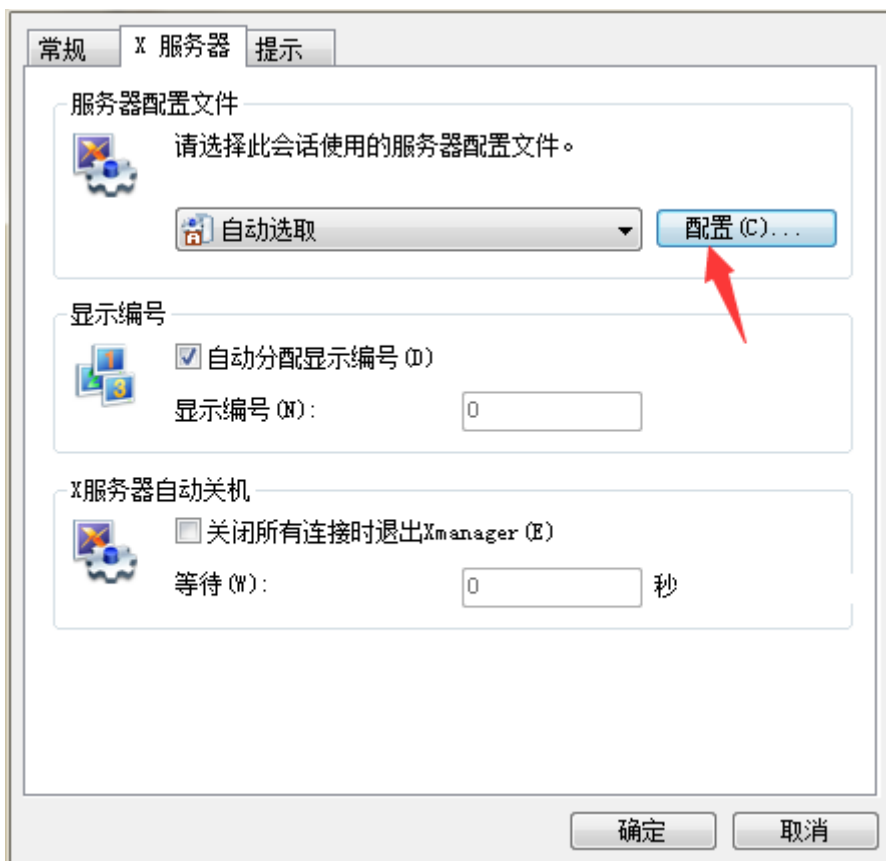 常规 X 服务器 提示
服务器配置文件
请选择此会话使用的服务器配置文件。
自动选取 配置(C)...
显示编号
自动分配显示编号(D)
显示编号(N): 0
X服务器自动关机
关闭所有连接时退出Xmanager(E)
等待(W): 0 秒
确定 取消